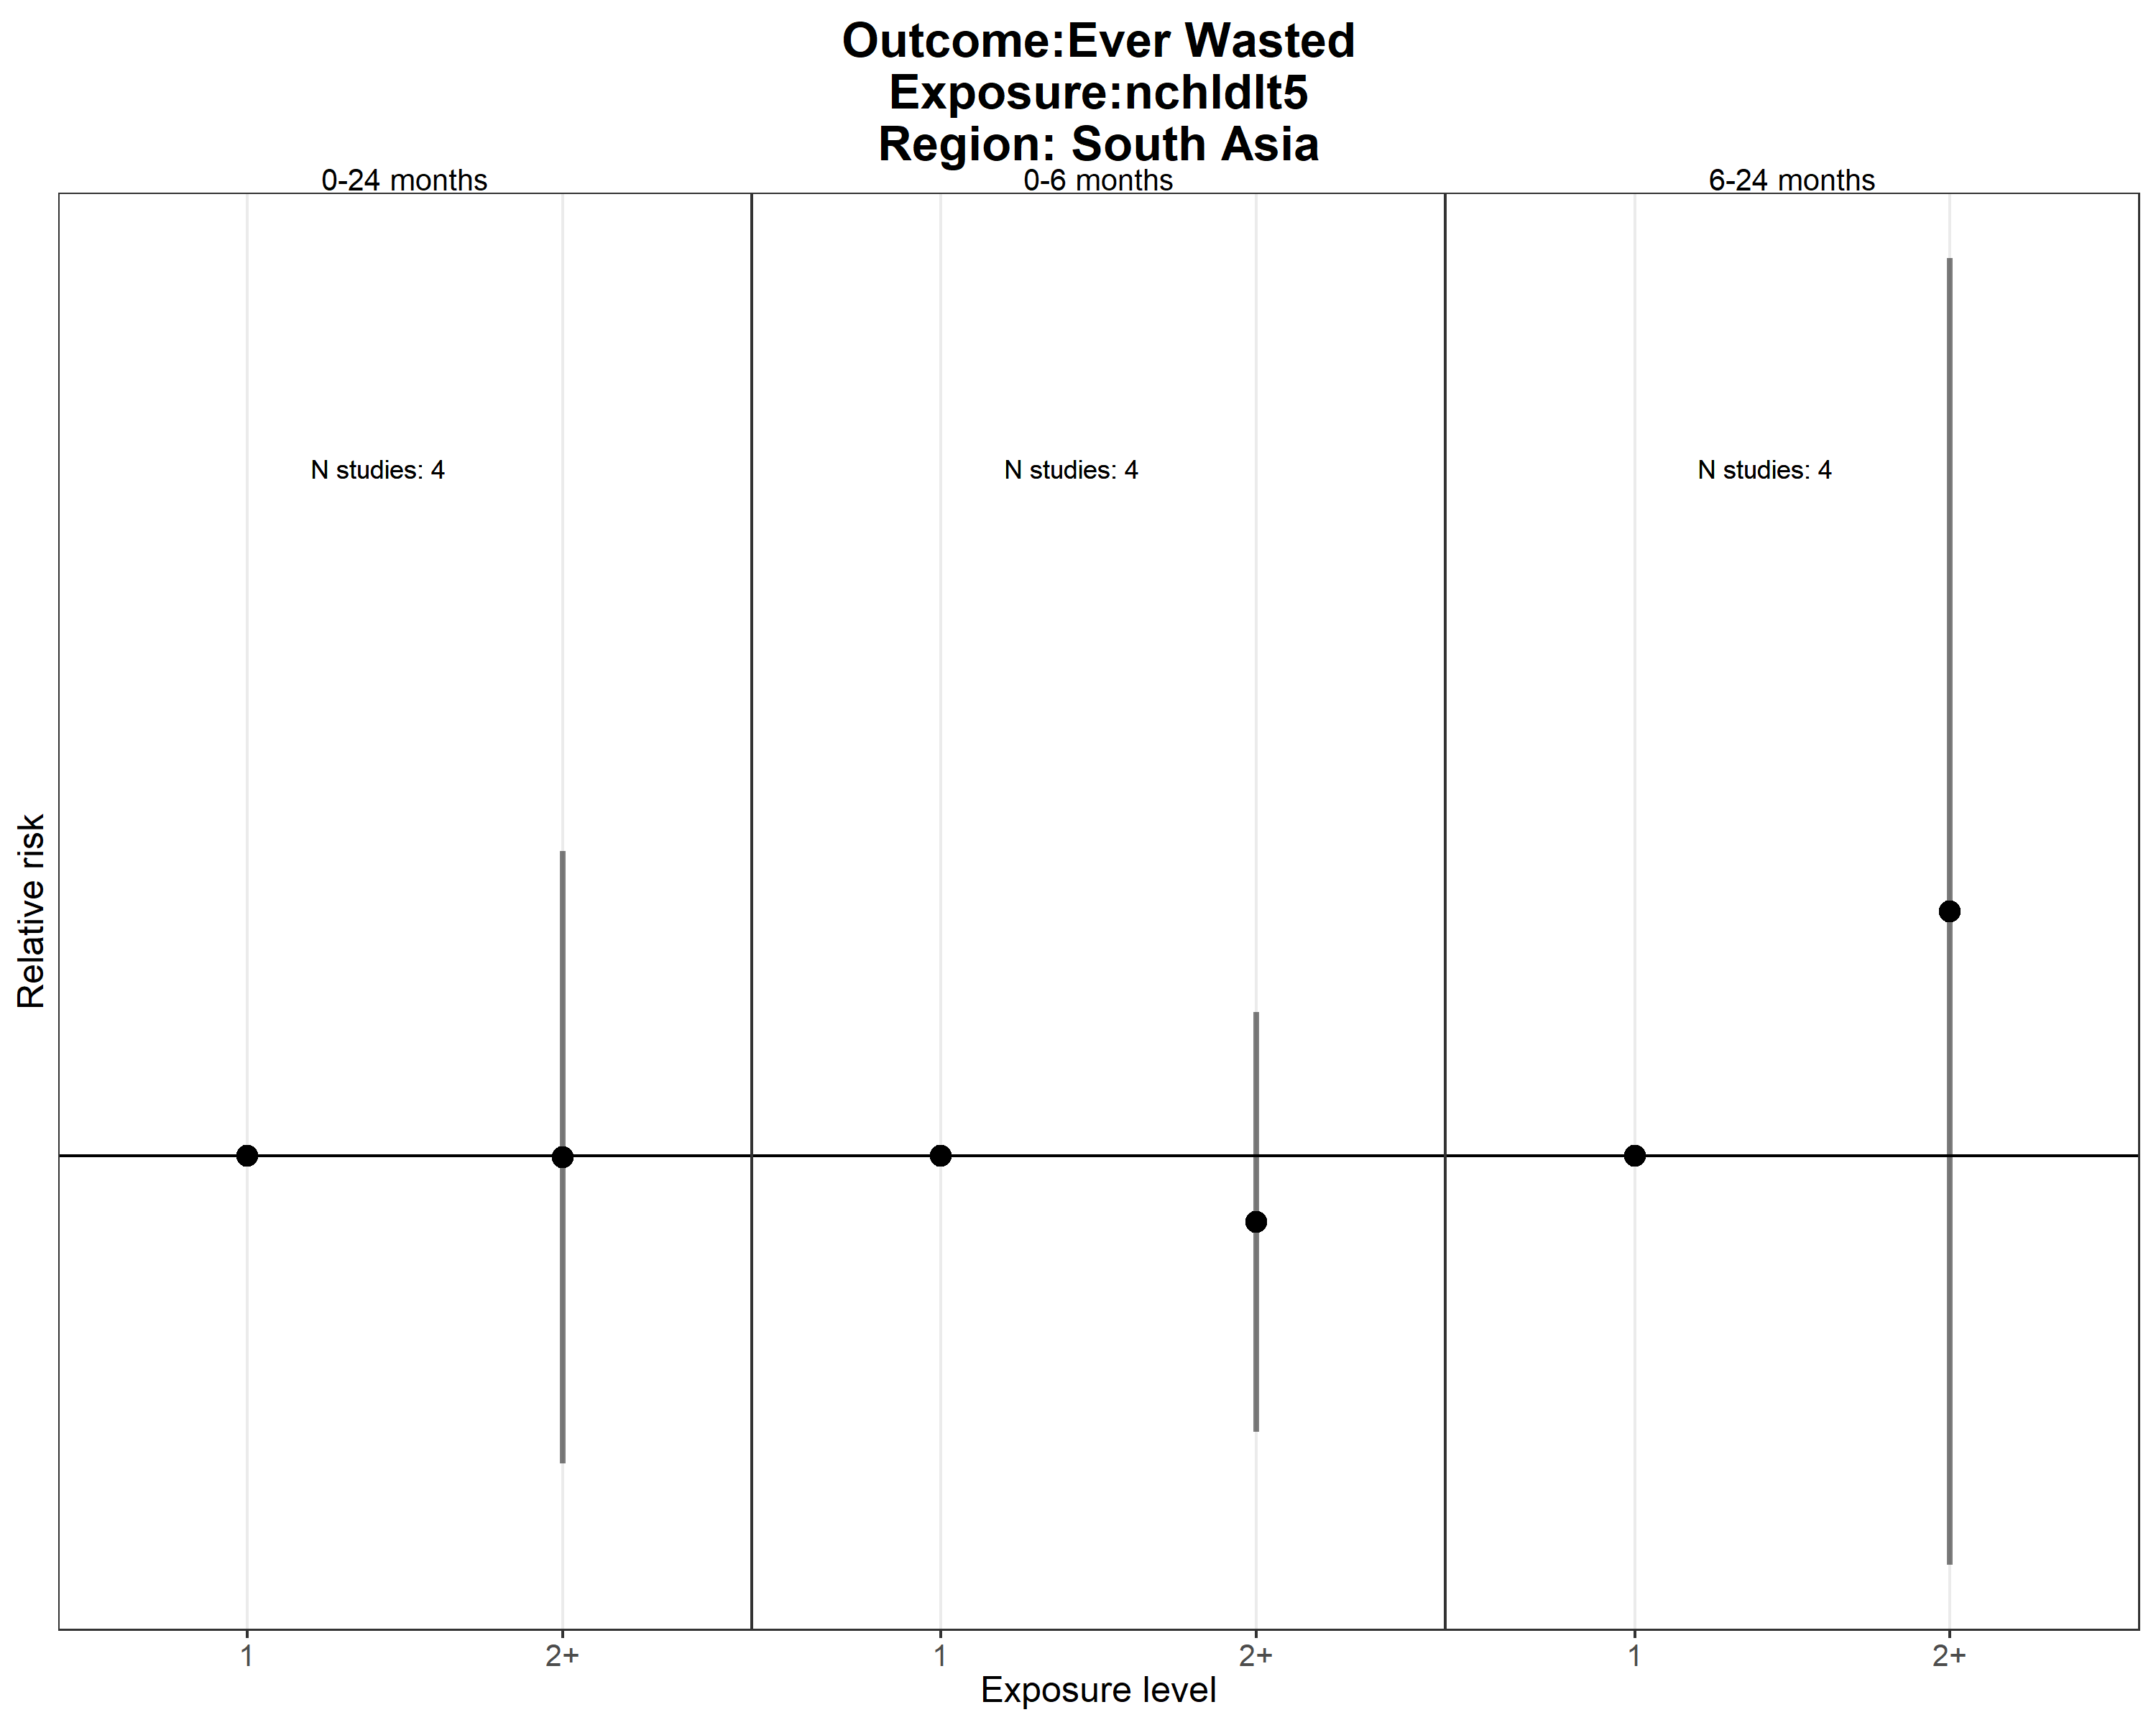 Outcome:Ever Wasted
Exposure:nchldlt5
Region: South Asia
0-24 months
0-6 months
6-24 months
N studies: 4
N studies: 4
N studies: 4
Relative risk
1
2+
1
2+
1
2+
Exposure level